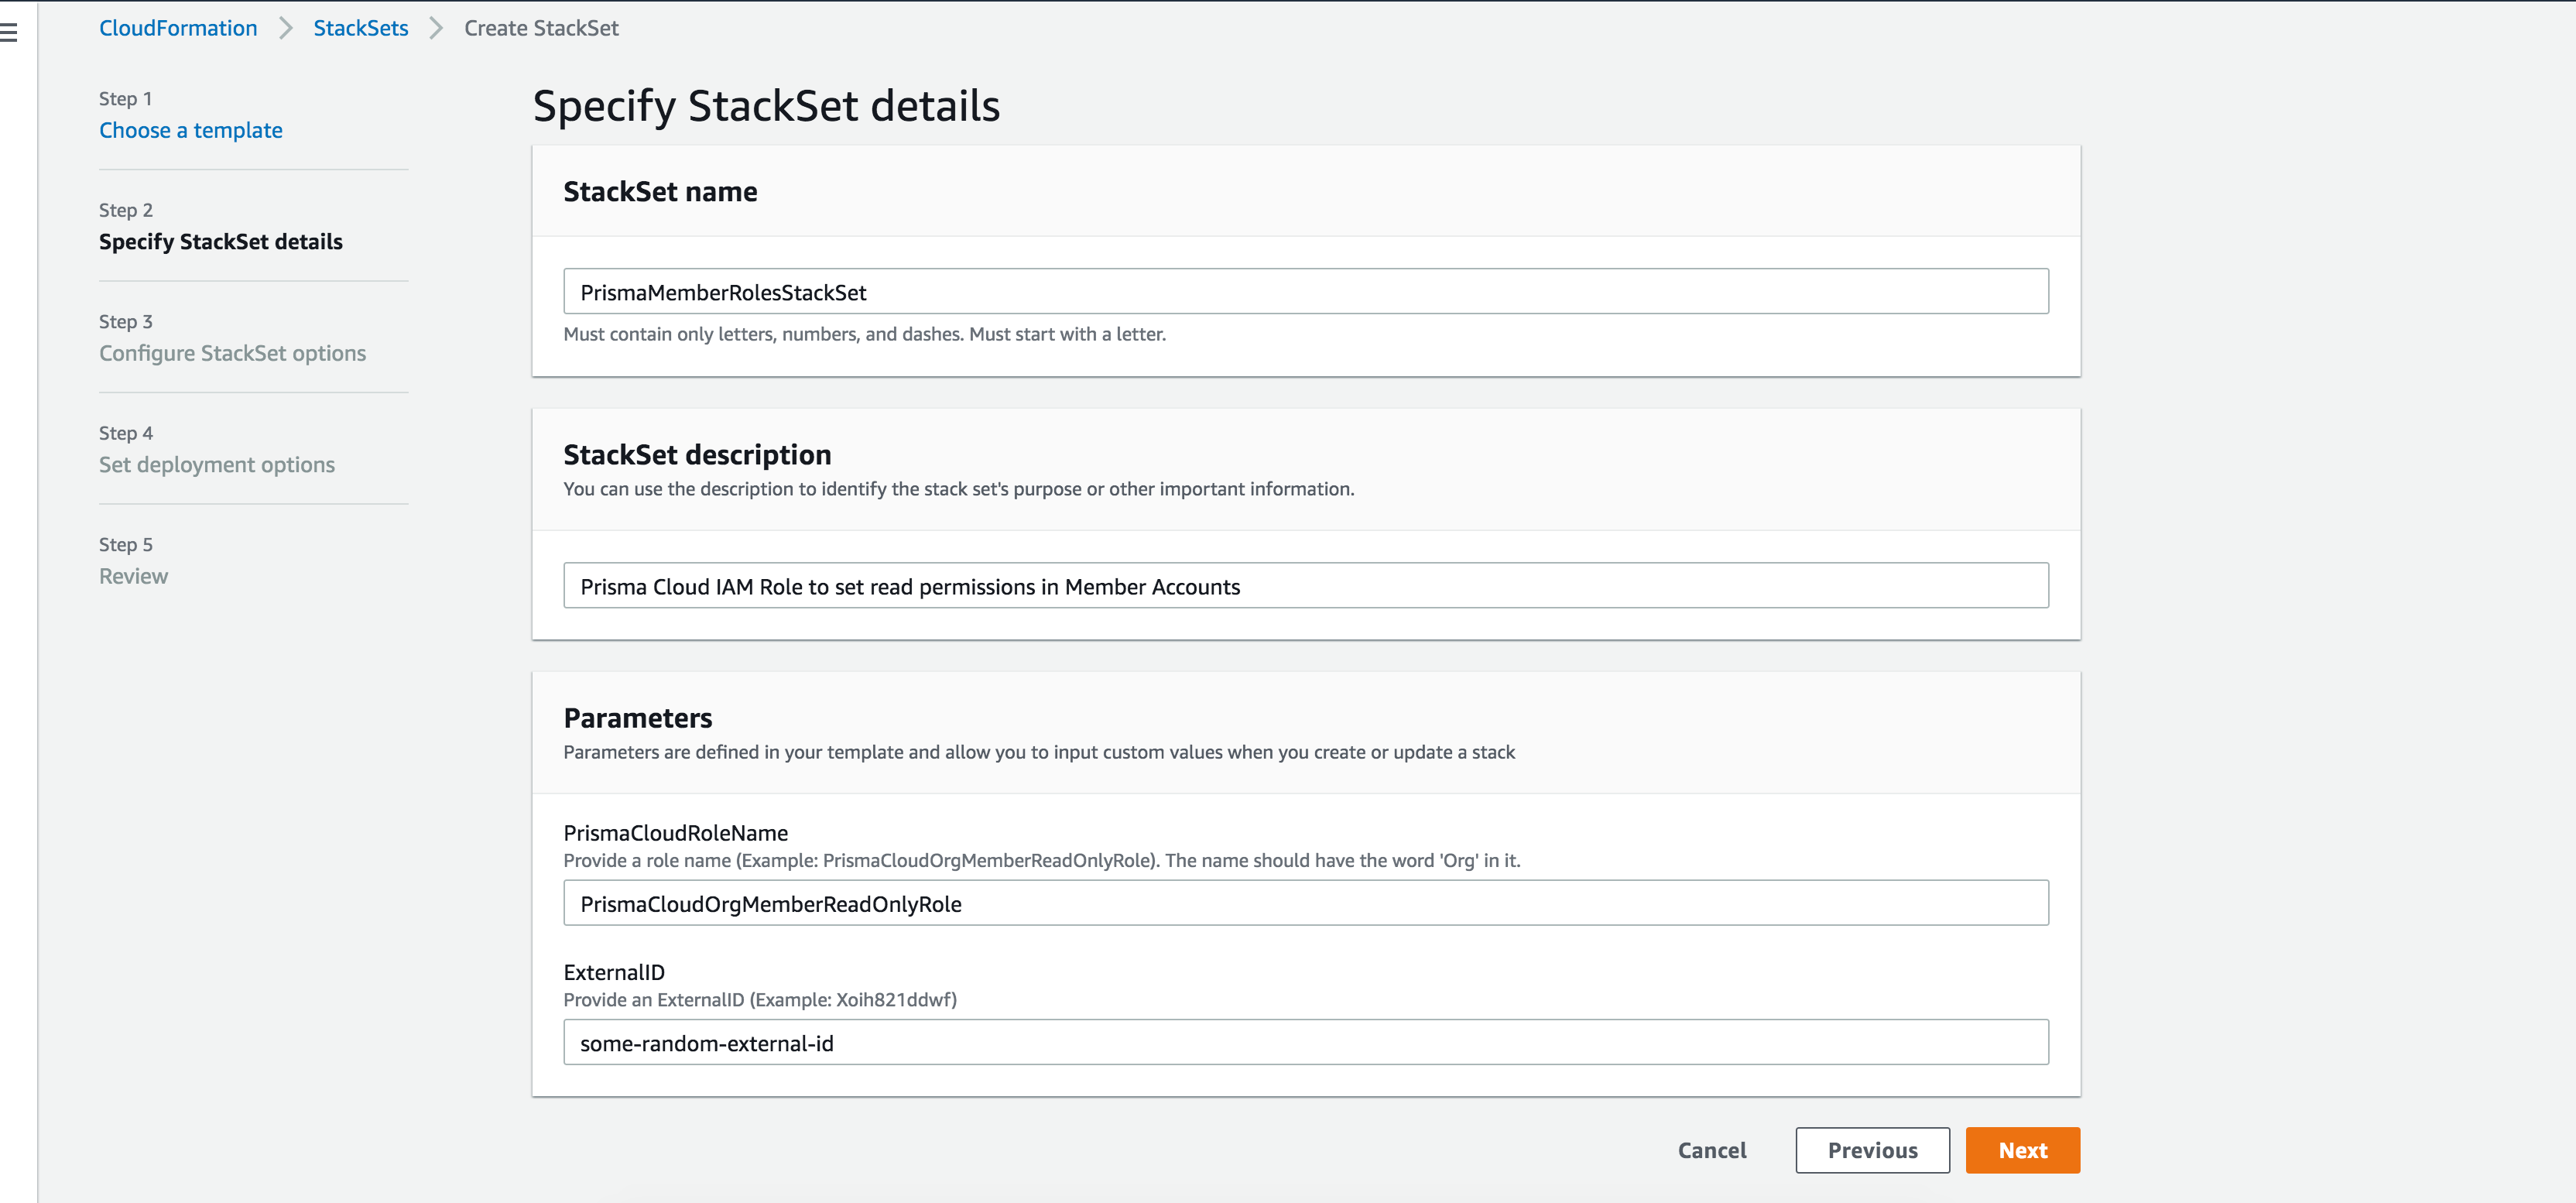 CloudFormation > StackSets > Create StackSet
Step 1
Choose a template
Step 2
Specify StackSet details
Step 3
Configure StackSet options
Step 4
Set deployment options
Step 5
Review
Specify StackSet details
StackSet name
PrismaMemberRolesStackSet
Must contain only letters, numbers, and dashes. Must start with a letter.
StackSet description
You can use the description to identify the stack set's purpose or other important information.
Prisma Cloud IAM Role to set read permissions in Member Accounts
Parameters
Parameters are defined in your template and allow you to input custom values when you create or update a stack
PrismaCloudRoleName
Provide a role name (Example: PrismaCloudOrgMemberReadOnlyRole). The name should have the word 'Org' in it.
PrismaCloudOrgMemberReadOnlyRole
ExternalID
Provide an ExternalID (Example: Xoih821ddwf)
some-random-external-id
Cancel Previous Next